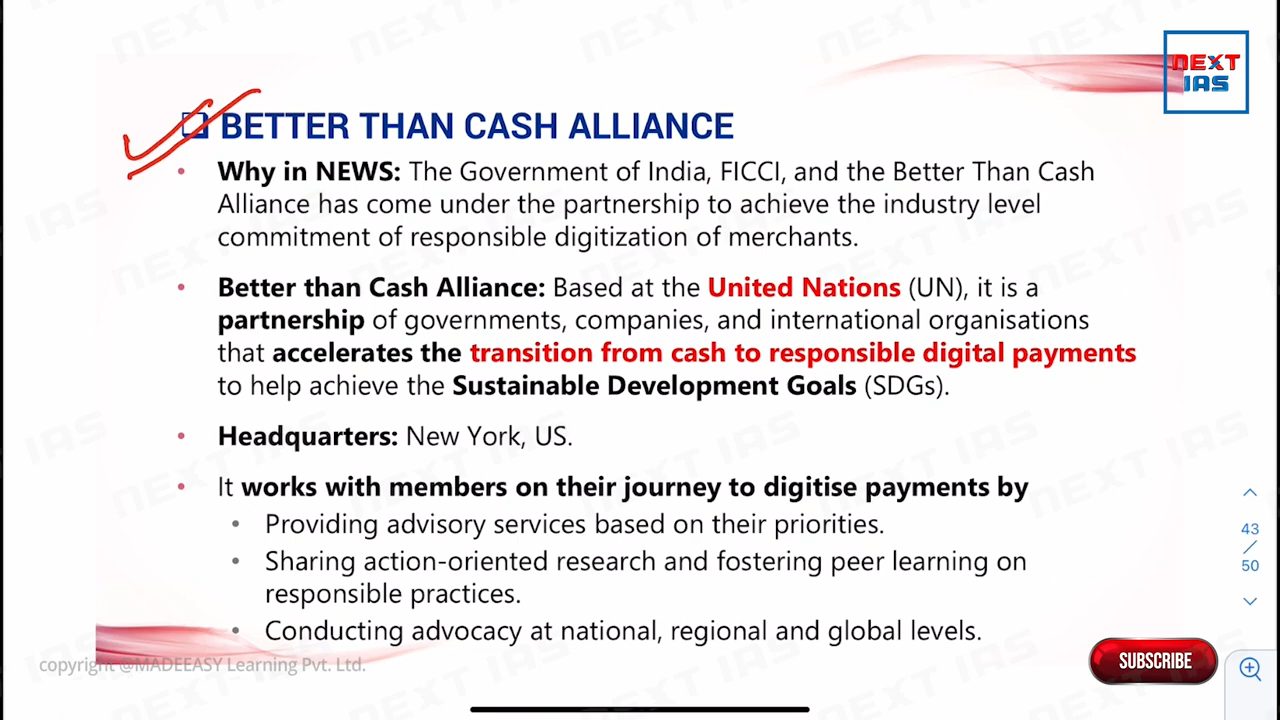 NEXT
IAS
BETTER THAN CASH ALLIANCE
• Why in NEWS: The Government of India, FICCI, and the Better Than Cash
Alliance has come under the partnership to achieve the industry level
commitment of responsible digitization of merchants.
• Better than Cash Alliance: Based at the United Nations (UN), it is a
partnership of governments, companies, and international organisations
that accelerates the transition from cash to responsible digital payments
to help achieve the Sustainable Development Goals (SDGs).
• Headquarters: New York, US.
• It works with members on their journey to digitise payments by
• Providing advisory services based on their priorities.
• Sharing action-oriented research and fostering peer learning on
responsible practices.
• Conducting advocacy at national, regional and global levels.
43
/
50
copyright @MADEEASY Learning Pvt. Ltd.
SUBSCRIBE